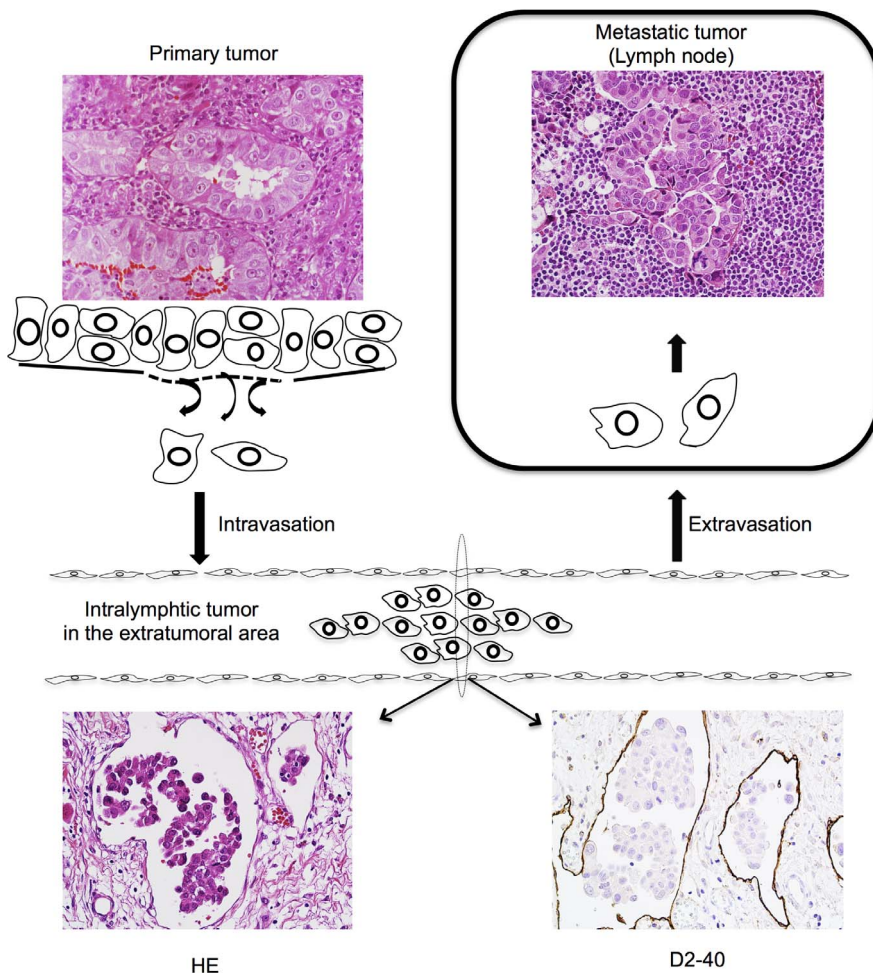 Primary tumor
Metastatic tumor
(Lymph node)
Intravasation
Extravasation
Intralymphtic tumor
in the extratumoral area
HE
D2-40